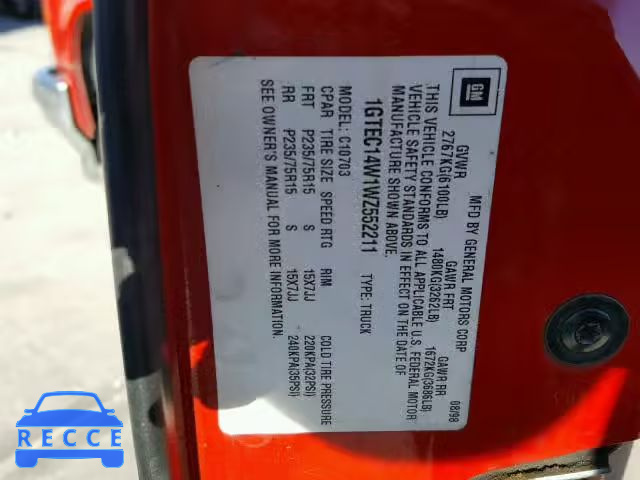 GM
MFD BY GENERAL MOTORS CORP 08/98
GVWR GAWR FRT GAWR RR
2767KG(6100LB) 1480KG(3262LB) 1672KG(3686LB)
THIS VEHICLE CONFORMS TO ALL APPLICABLE U.S. FEDERAL MOTOR
VEHICLE SAFETY STANDARDS IN EFFECT ON THE DATE OF
MANUFACTURE SHOWN ABOVE.
1GTEC14W1WZ552211 TYPE: TRUCK
MODEL: C10703
CPAR TIRE SIZE SPEED RTG RIM COLD TIRE PRESSURE
FRT P235/75R15 S 15X7JJ 220KPA(32PSI)
RR P235/75R15 S 15X7JJ 240KPA(35PSI)
SEE OWNER'S MANUAL FOR MORE INFORMATION.
RECCE